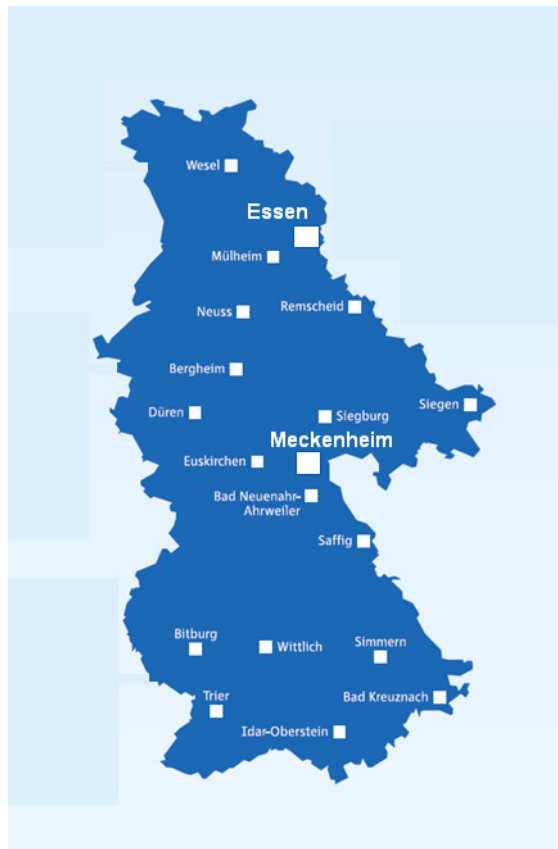 Wesel
Essen
Mülheim
Remscheid
Neuss
Bergheim
Siegen
Düren
Siegburg
Meckenheim
Euskirchen
Bad Neuenahr-
Ahrweiler
Saffig
Bitburg
Wittlich
Simmern
Trier
Bad Kreuznach
Idar-Oberstein